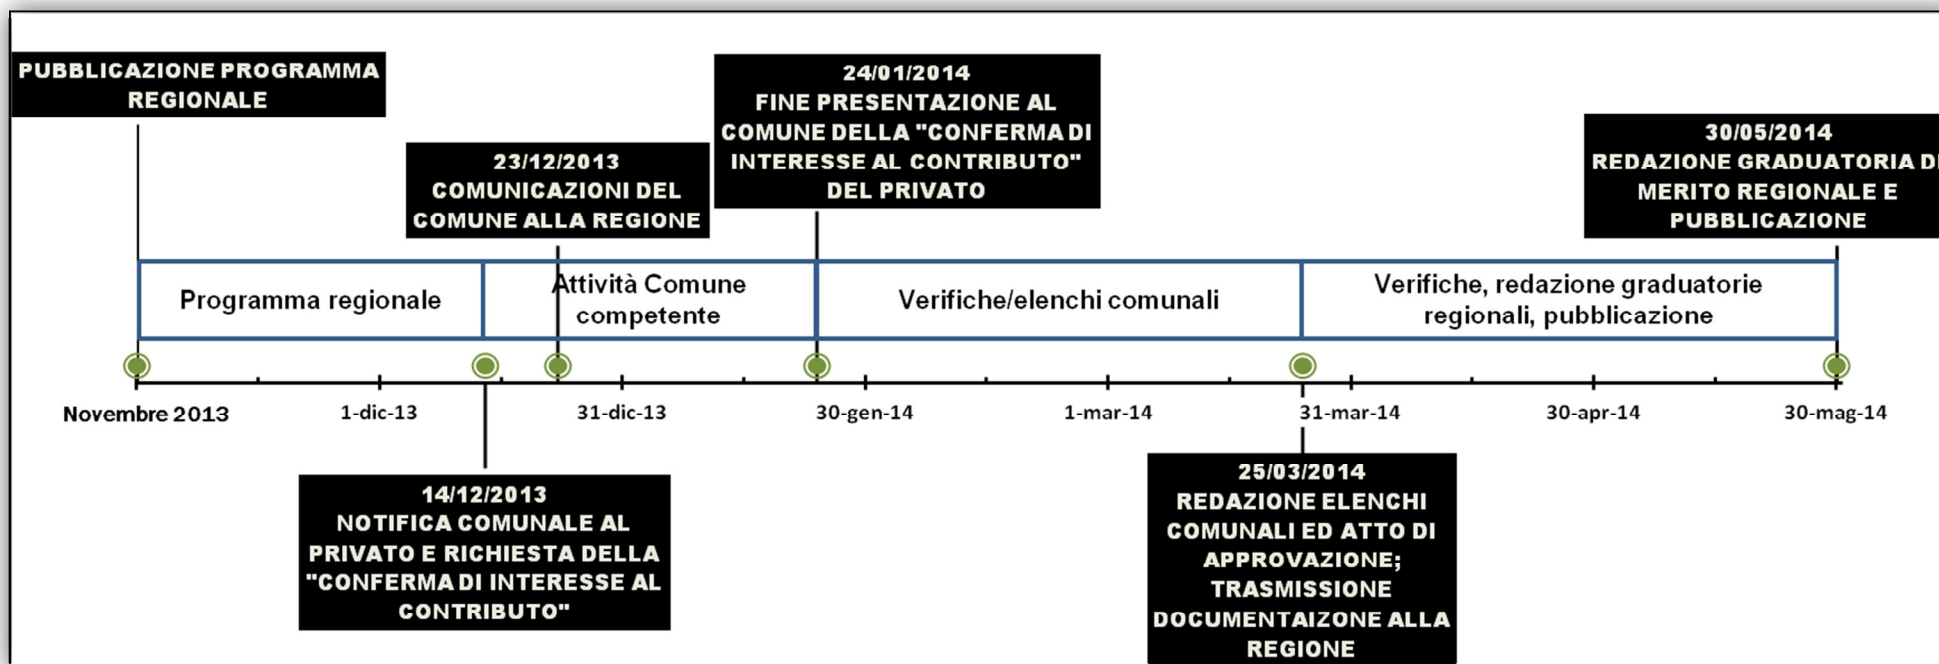 PUBBLICAZIONE PROGRAMMA
REGIONALE
23/12/2013
COMUNICAZIONI DEL
COMUNE ALLA REGIONE
24/01/2014
FINE PRESENTAZIONE AL
COMUNE DELLA "CONFERMA DI
INTERESSE AL CONTRIBUTO"
DEL PRIVATO
30/05/2014
REDAZIONE GRADUATORIA DI
MERITO REGIONALE E
PUBBLICAZIONE
Programma regionale
Attività Comune
competente
Verifiche/elenchi comunali
Verifiche, redazione graduatorie
regionali, pubblicazione
Novembre 2013
1-dic-13
31-dic-13
30-gen-14
1-mar-14
31-mar-14
30-apr-14
30-mag-14
14/12/2013
NOTIFICA COMUNALE AL
PRIVATO E RICHIESTA DELLA
"CONFERMA DI INTERESSE AL
CONTRIBUTO"
25/03/2014
REDAZIONE ELENCHI
COMUNALI ED ATTO DI
APPROVAZIONE;
TRASMISSIONE
DOCUMENTAIZONE ALLA
REGIONE